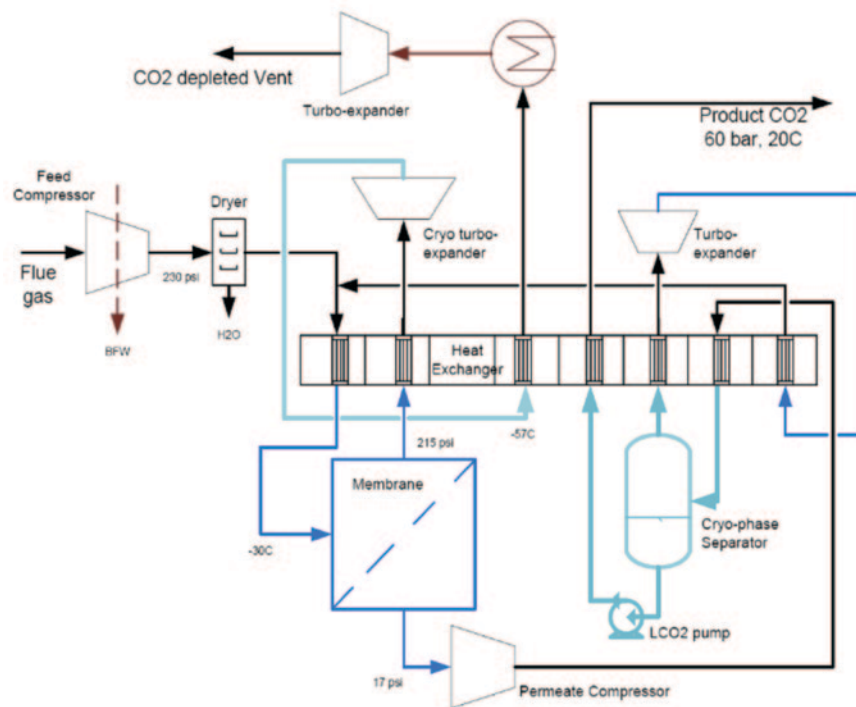 CO2 depleted Vent
Turbo-expander
Product CO2
60 bar, 20C
Feed
Compressor
Dryer
Cryo turbo-
expander
Turbo-
expander
Flue
gas
230 psi
BFW
H2O
Heat
Exchanger
215 psi
-57C
Membrane
-30C
Cryo-phase
Separator
LCO2 pump
17 psi
Permeate Compressor